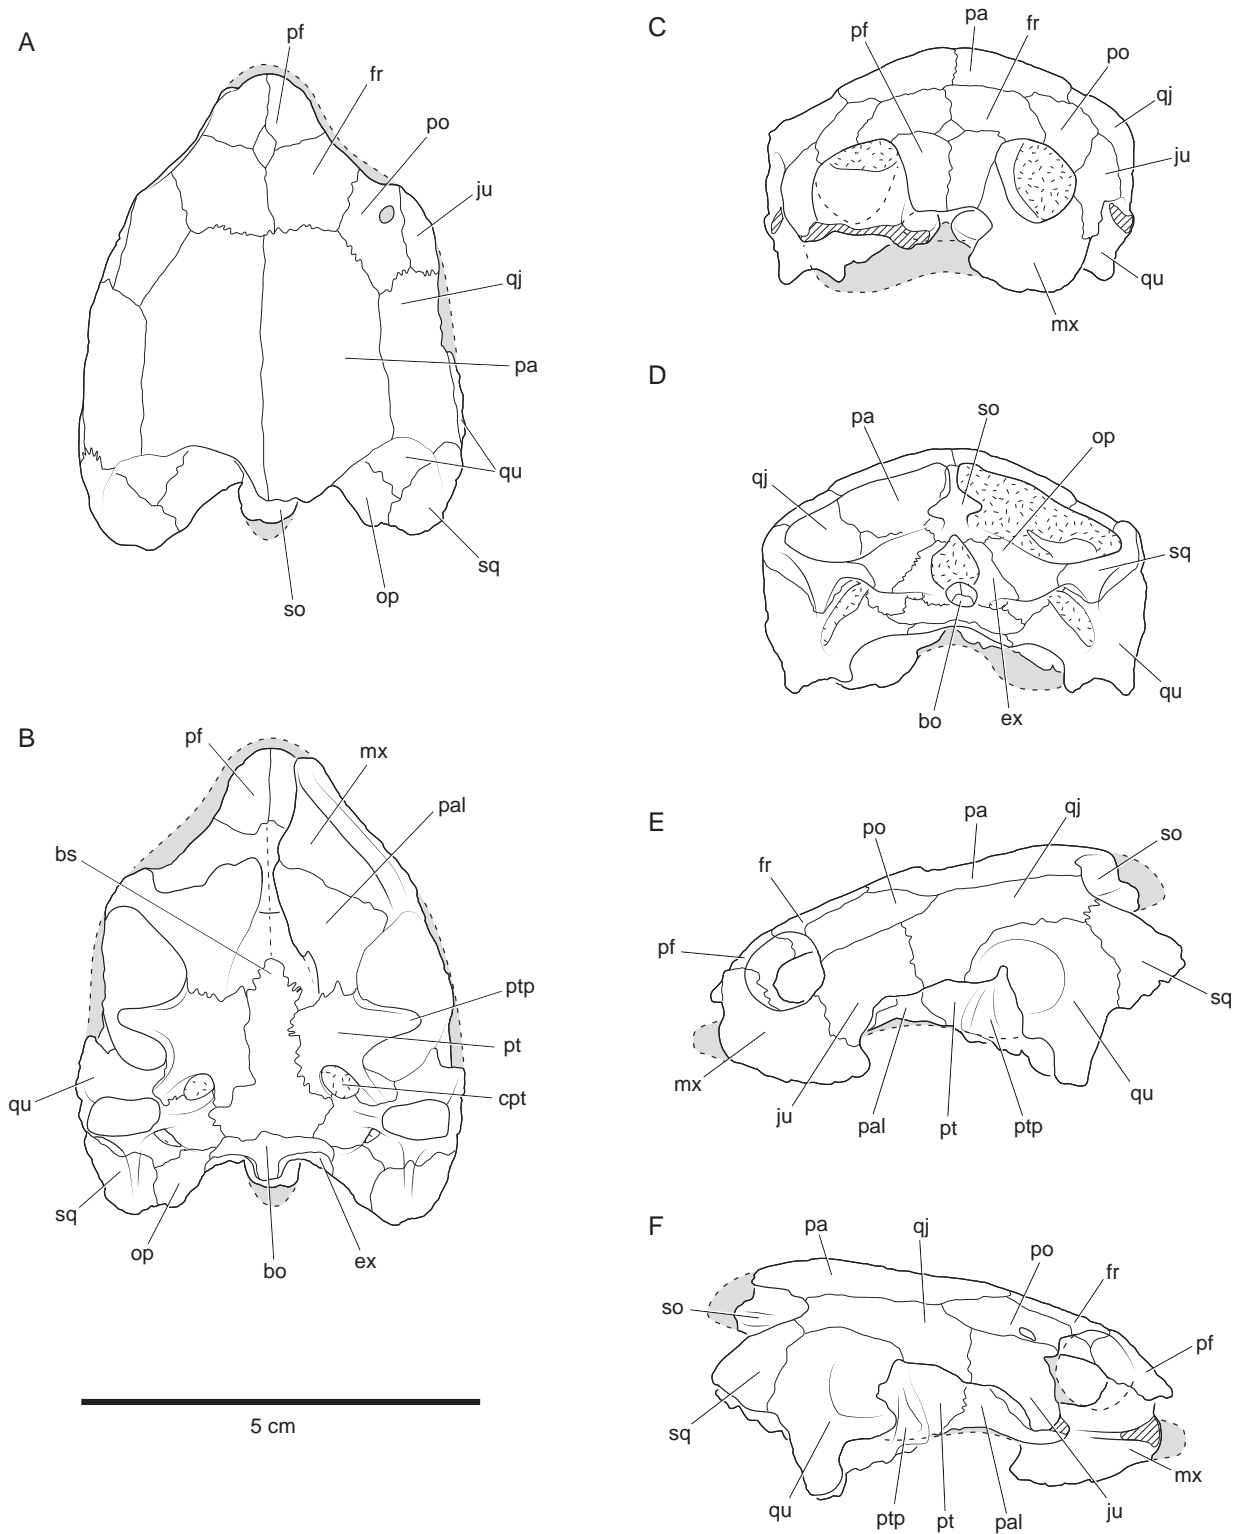 A
pf
fr
po
ju
qj
pa
qu
sq
op
so
B
pf
mx
pal
bs
ptp
pt
cpt
qu
sq
op
bo
ex
5 cm
C
pf
pa
fr
po
qj
ju
qu
mx
D
pa
so
op
qj
sq
qu
bo
ex
E
po
pa
qj
so
fr
pf
sq
mx
ju
pal
pt
ptp
qu
F
pa
qj
po
fr
so
pf
sq
qu
ptp
pt
pal
ju
mx